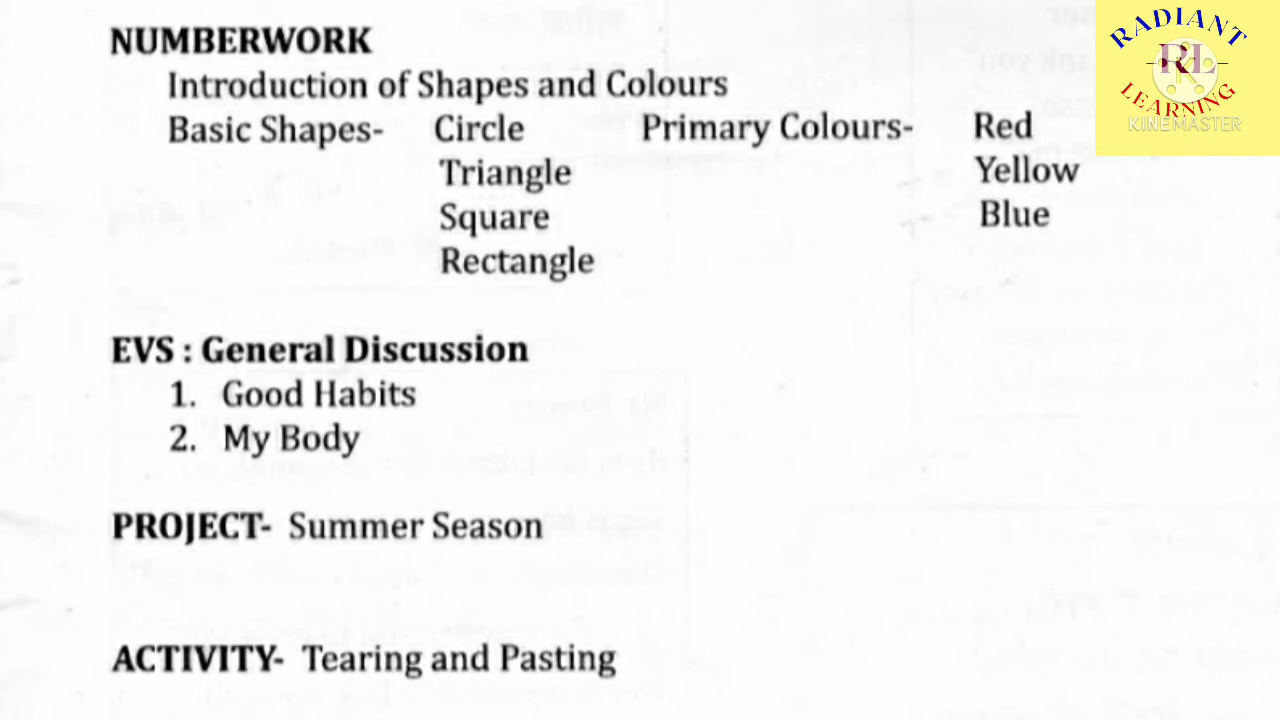 NUMBERWORK
Introduction of Shapes and Colours
Basic Shapes- Circle Primary Colours- Red
Triangle Yellow
Square Blue
Rectangle
EVS : General Discussion
1. Good Habits
2. My Body
PROJECT- Summer Season
ACTIVITY- Tearing and Pasting
RADIANT
RL
LEARNING
KINEMASTER